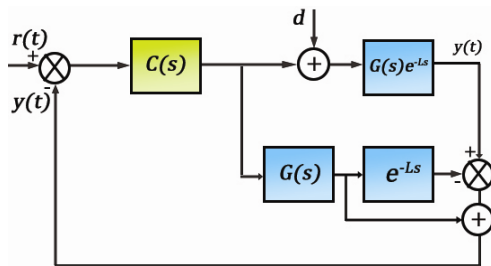 d
r(t)
+
-
y(t)
C(s)
+
G(s)e^{-Ls}
y(t)
G(s)
e^{-Ls}
+
-
+